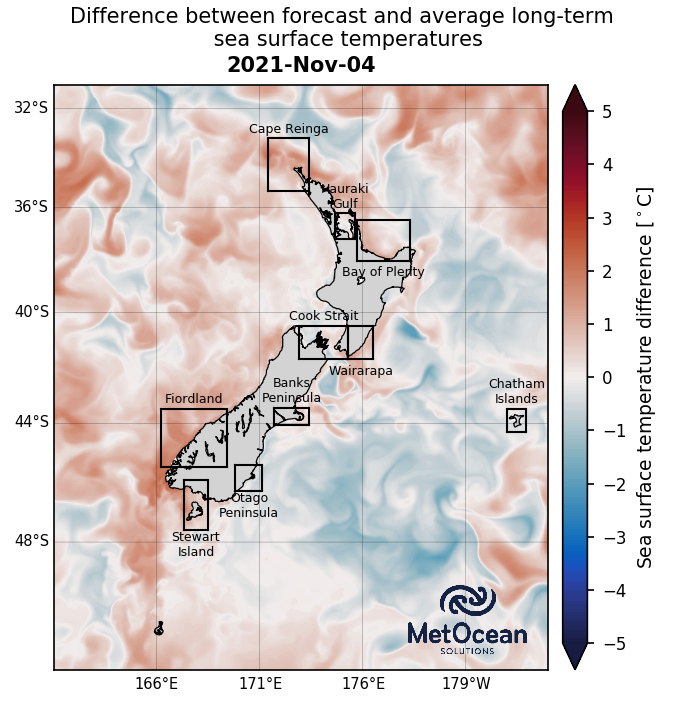 Difference between forecast and average long-term
sea surface temperatures
2021-Nov-04
32°S
36°S
40°S
44°S
48°S
166°E
171°E
176°E
179°W
Cape Reinga
Hauraki
Gulf
Bay of Plenty
Cook Strait
Wairarapa
Banks
Peninsula
Fiordland
Chatham
Islands
Otago
Peninsula
Stewart
Island
MetOcean
SOLUTIONS
5
4
3
2
1
0
−1
−2
−3
−4
−5
Sea surface temperature difference [°C]